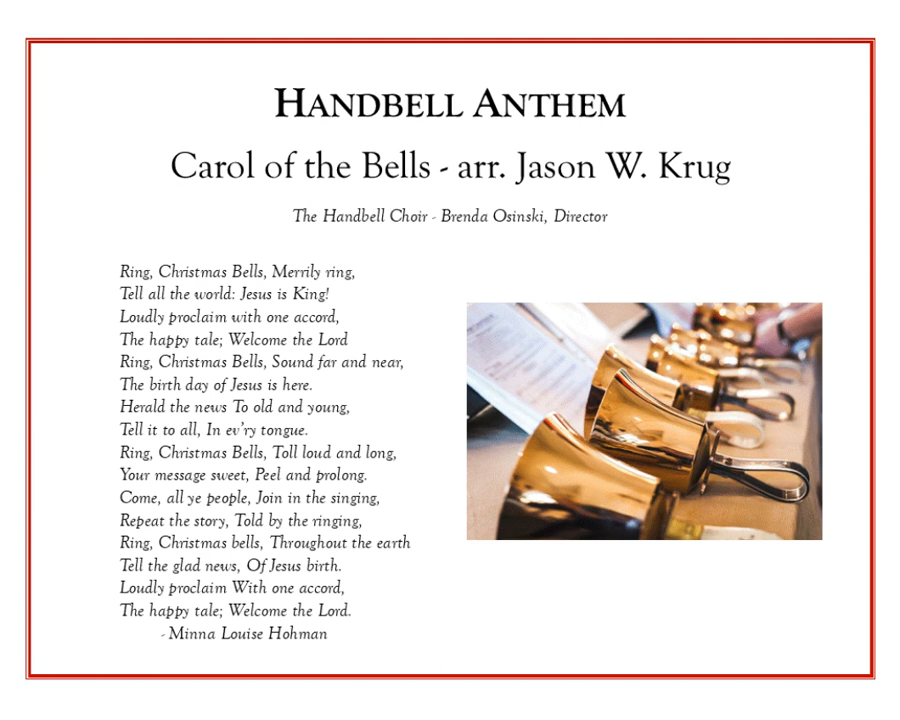 HANDBELL ANTHEM
Carol of the Bells - arr. Jason W. Krug
The Handbell Choir - Brenda Osinski, Director
Ring, Christmas Bells, Merrily ring,
Tell all the world: Jesus is King!
Loudly proclaim with one accord,
The happy tale; Welcome the Lord
Ring, Christmas Bells, Sound far and near,
The birth day of Jesus is here.
Herald the news To old and young,
Tell it to all, In ev'ry tongue.
Ring, Christmas Bells, Toll loud and long,
Your message sweet, Peel and prolong.
Come, all ye people, Join in the singing,
Repeat the story, Told by the ringing,
Ring, Christmas bells, Throughout the earth
Tell the glad news, Of Jesus birth.
Loudly proclaim With one accord,
The happy tale; Welcome the Lord.
- Minna Louise Hohman